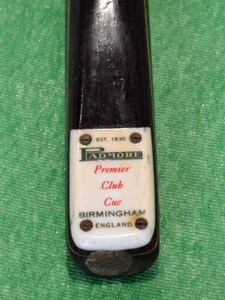 EST. 1830
PADMORE
Premier
Club
Cue
BIRMINGHAM
ENGLAND